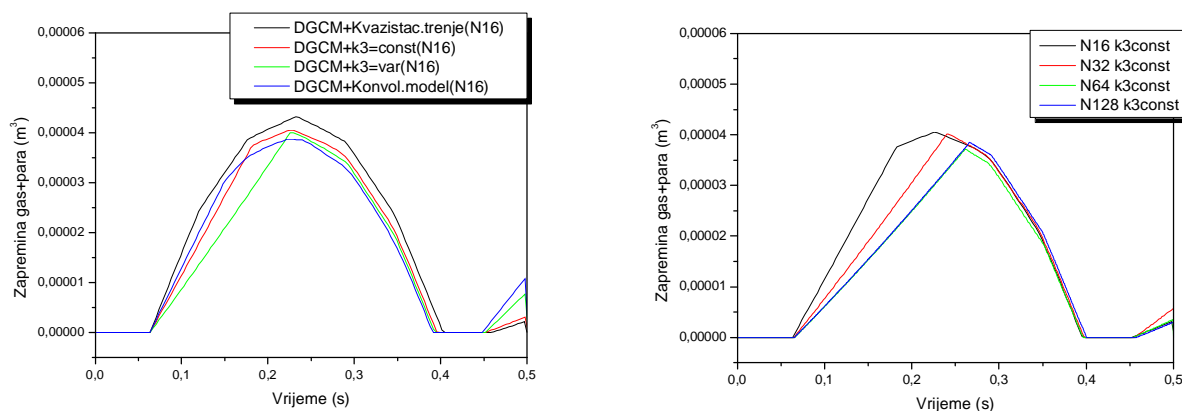 DGCM+Kvazistac.trenje(N16)
DGCM+k3=const(N16)
DGCM+k3=var(N16)
DGCM+Konvol.model(N16)
0,00006
0,00005
0,00004
0,00003
0,00002
0,00001
0,00000
Zapremina gas+para (m³)
0,0 0,1 0,2 0,3 0,4 0,5
Vrijeme (s)
N16 k3const
N32 k3const
N64 k3const
N128 k3const
0,00006
0,00005
0,00004
0,00003
0,00002
0,00001
0,00000
Zapremina gas+para (m³)
0,0 0,1 0,2 0,3 0,4 0,5
Vrijeme (s)